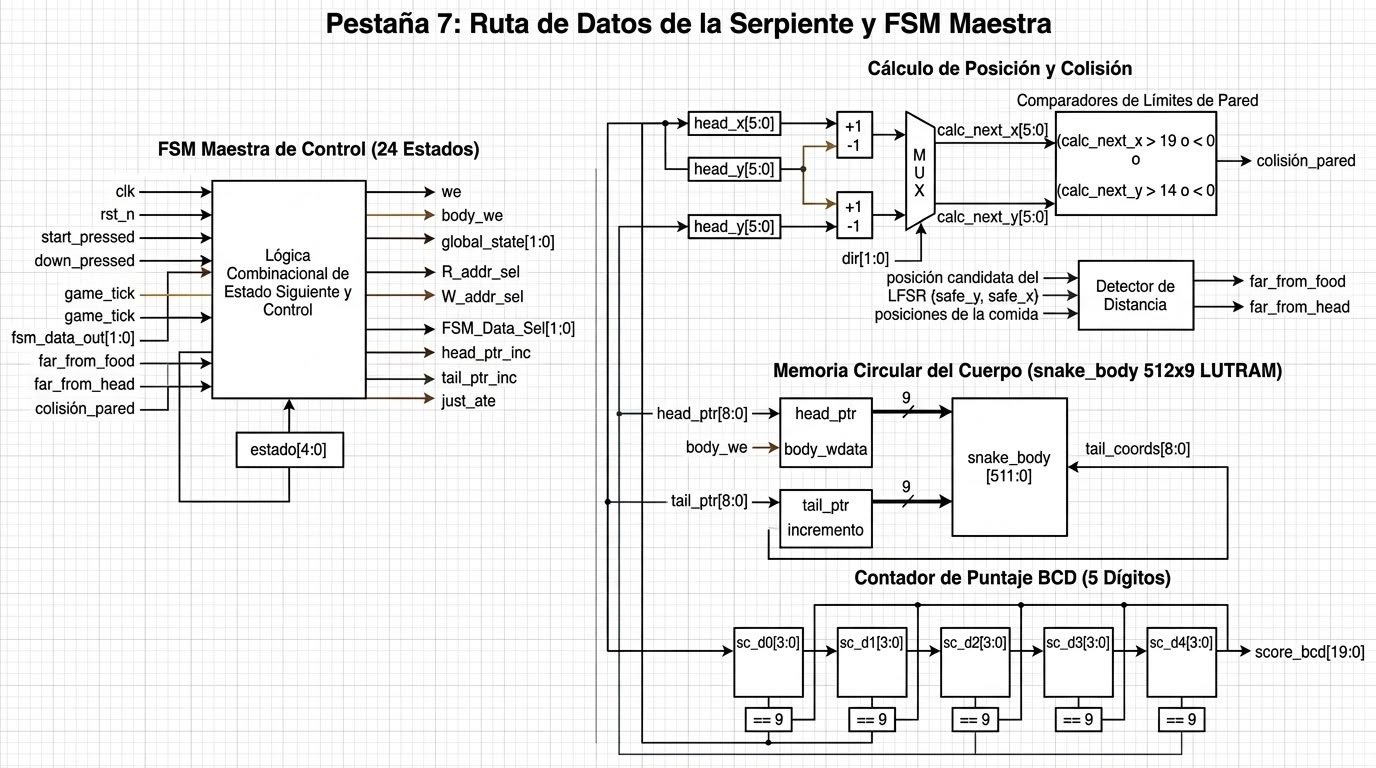 Pestaña 7: Ruta de Datos de la Serpiente y FSM Maestra
FSM Maestra de Control (24 Estados)
clk
rst_n
start_pressed
down_pressed
game_tick
game_tick
fsm_data_out[1:0]
far_from_food
far_from_head
colisión_pared
Lógica
Combinacional de
Estado Siguiente y
Control
we
body_we
global_state[1:0]
R_addr_sel
W_addr_sel
FSM_Data_Sel[1;0]
head_ptr_inc
tail_ptr_inc
just_ate
estado[4:0]
Cálculo de Posición y Colisión
head_x[5:0]
head_y[5:0]
head_y[5:0]
+1
-1
+1
-1
M
U
X
dir[1:0]
calc_next_x[5:0]
calc_next_y[5:0]
Comparadores de Límites de Pared
(calc_next_x > 19 o < 0
o
(calc_next_y > 14 o < 0
colisión_pared
posición candidata del
LFSR (safe_y, safe_x)
posiciones de la comida
Detector de
Distancia
far_from_food
far_from_head
Memoria Circular del Cuerpo (snake_body 512x9 LUTRAM)
head_ptr[8:0]
body_we
head_ptr
body_wdata
9
tail_ptr[8:0]
tail_ptr
incremento
9
snake_body
[511:0]
tail_coords[8:0]
Contador de Puntaje BCD (5 Dígitos)
sc_d0[3:0]
sc_d1[3:0]
sc_d2[3:0]
sc_d3[3:0]
sc_d4[3:0]
score_bcd[19:0]
== 9
== 9
== 9
== 9
== 9